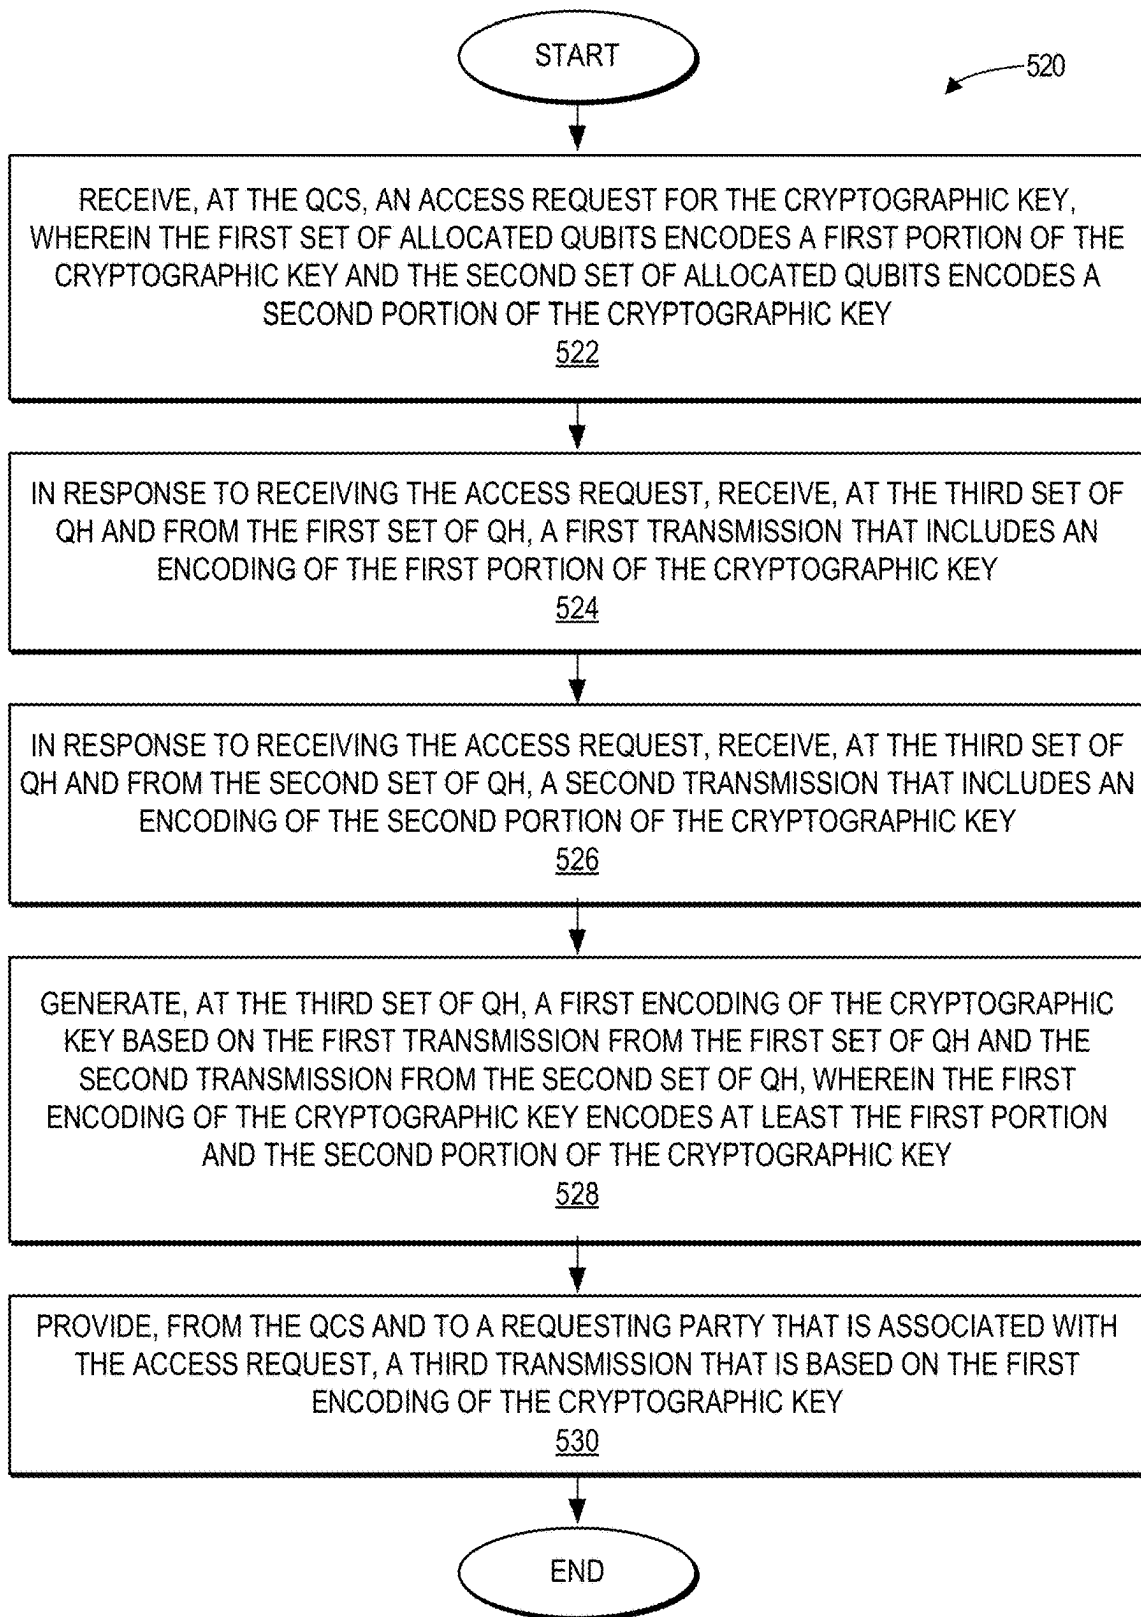 START
520
RECEIVE, AT THE QCS, AN ACCESS REQUEST FOR THE CRYPTOGRAPHIC KEY,
WHEREIN THE FIRST SET OF ALLOCATED QUBITS ENCODES A FIRST PORTION OF THE
CRYPTOGRAPHIC KEY AND THE SECOND SET OF ALLOCATED QUBITS ENCODES A
SECOND PORTION OF THE CRYPTOGRAPHIC KEY
522
IN RESPONSE TO RECEIVING THE ACCESS REQUEST, RECEIVE, AT THE THIRD SET OF
QH AND FROM THE FIRST SET OF QH, A FIRST TRANSMISSION THAT INCLUDES AN
ENCODING OF THE FIRST PORTION OF THE CRYPTOGRAPHIC KEY
524
IN RESPONSE TO RECEIVING THE ACCESS REQUEST, RECEIVE, AT THE THIRD SET OF
QH AND FROM THE SECOND SET OF QH, A SECOND TRANSMISSION THAT INCLUDES AN
ENCODING OF THE SECOND PORTION OF THE CRYPTOGRAPHIC KEY
526
GENERATE, AT THE THIRD SET OF QH, A FIRST ENCODING OF THE CRYPTOGRAPHIC
KEY BASED ON THE FIRST TRANSMISSION FROM THE FIRST SET OF QH AND THE
SECOND TRANSMISSION FROM THE SECOND SET OF QH, WHEREIN THE FIRST
ENCODING OF THE CRYPTOGRAPHIC KEY ENCODES AT LEAST THE FIRST PORTION
AND THE SECOND PORTION OF THE CRYPTOGRAPHIC KEY
528
PROVIDE, FROM THE QCS AND TO A REQUESTING PARTY THAT IS ASSOCIATED WITH
THE ACCESS REQUEST, A THIRD TRANSMISSION THAT IS BASED ON THE FIRST
ENCODING OF THE CRYPTOGRAPHIC KEY
530
END